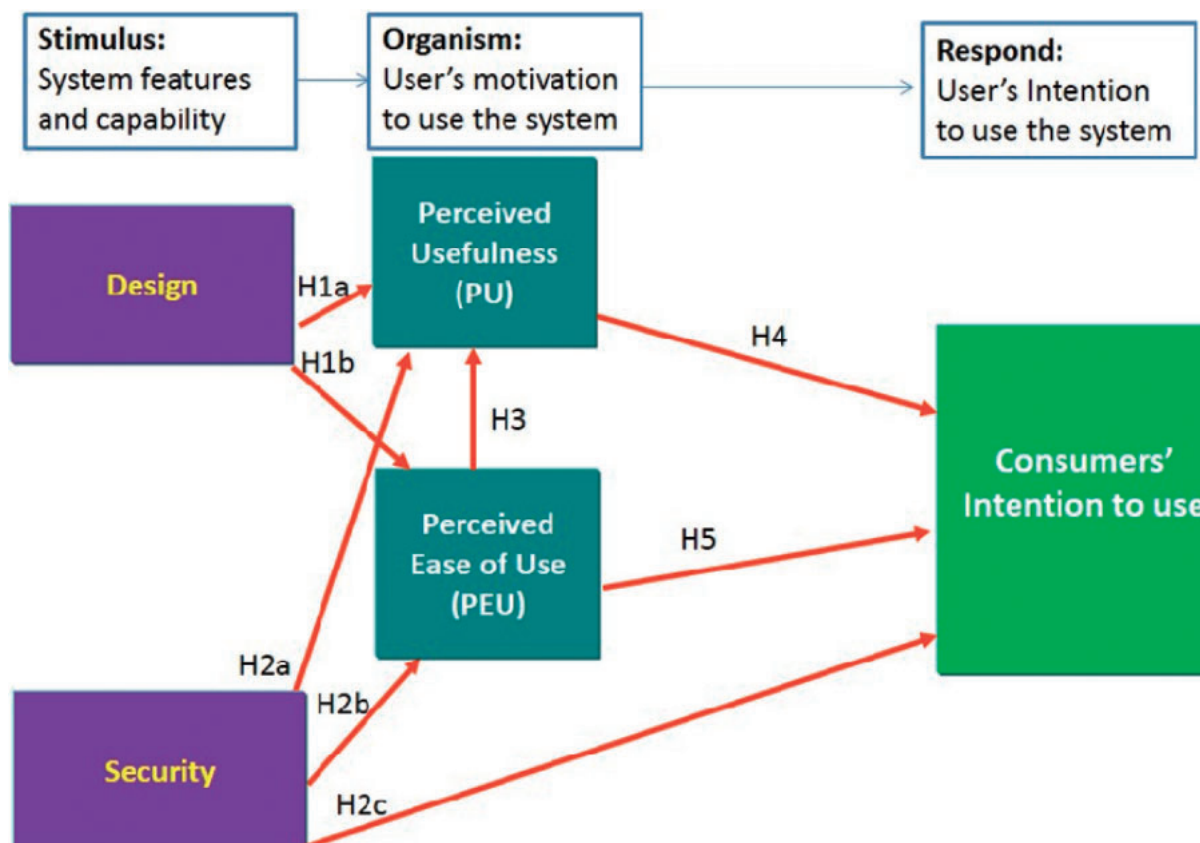 Stimulus:
System features
and capability
Organism:
User's motivation
to use the system
Respond:
User's Intention
to use the system
Design
H1a
H1b
Perceived
Usefulness
(PU)
H4
H3
Consumers'
Intention to use
Perceived
Ease of Use
(PEU)
H5
H2a
H2b
Security
H2c